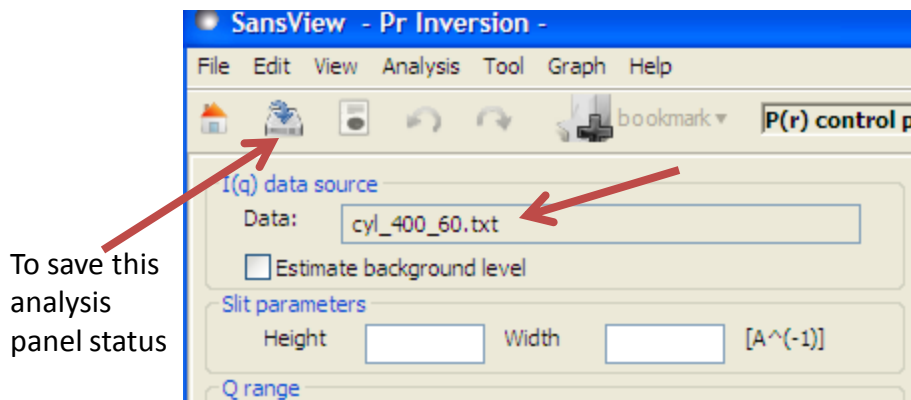 SansView - Pr Inversion -
File Edit View Analysis Tool Graph Help
bookmark P(r) control p
I(q) data source
Data: cyl_400_60.txt
Estimate background level
To save this
analysis
panel status
Slit parameters
Height Width [A^(-1)]
Q range